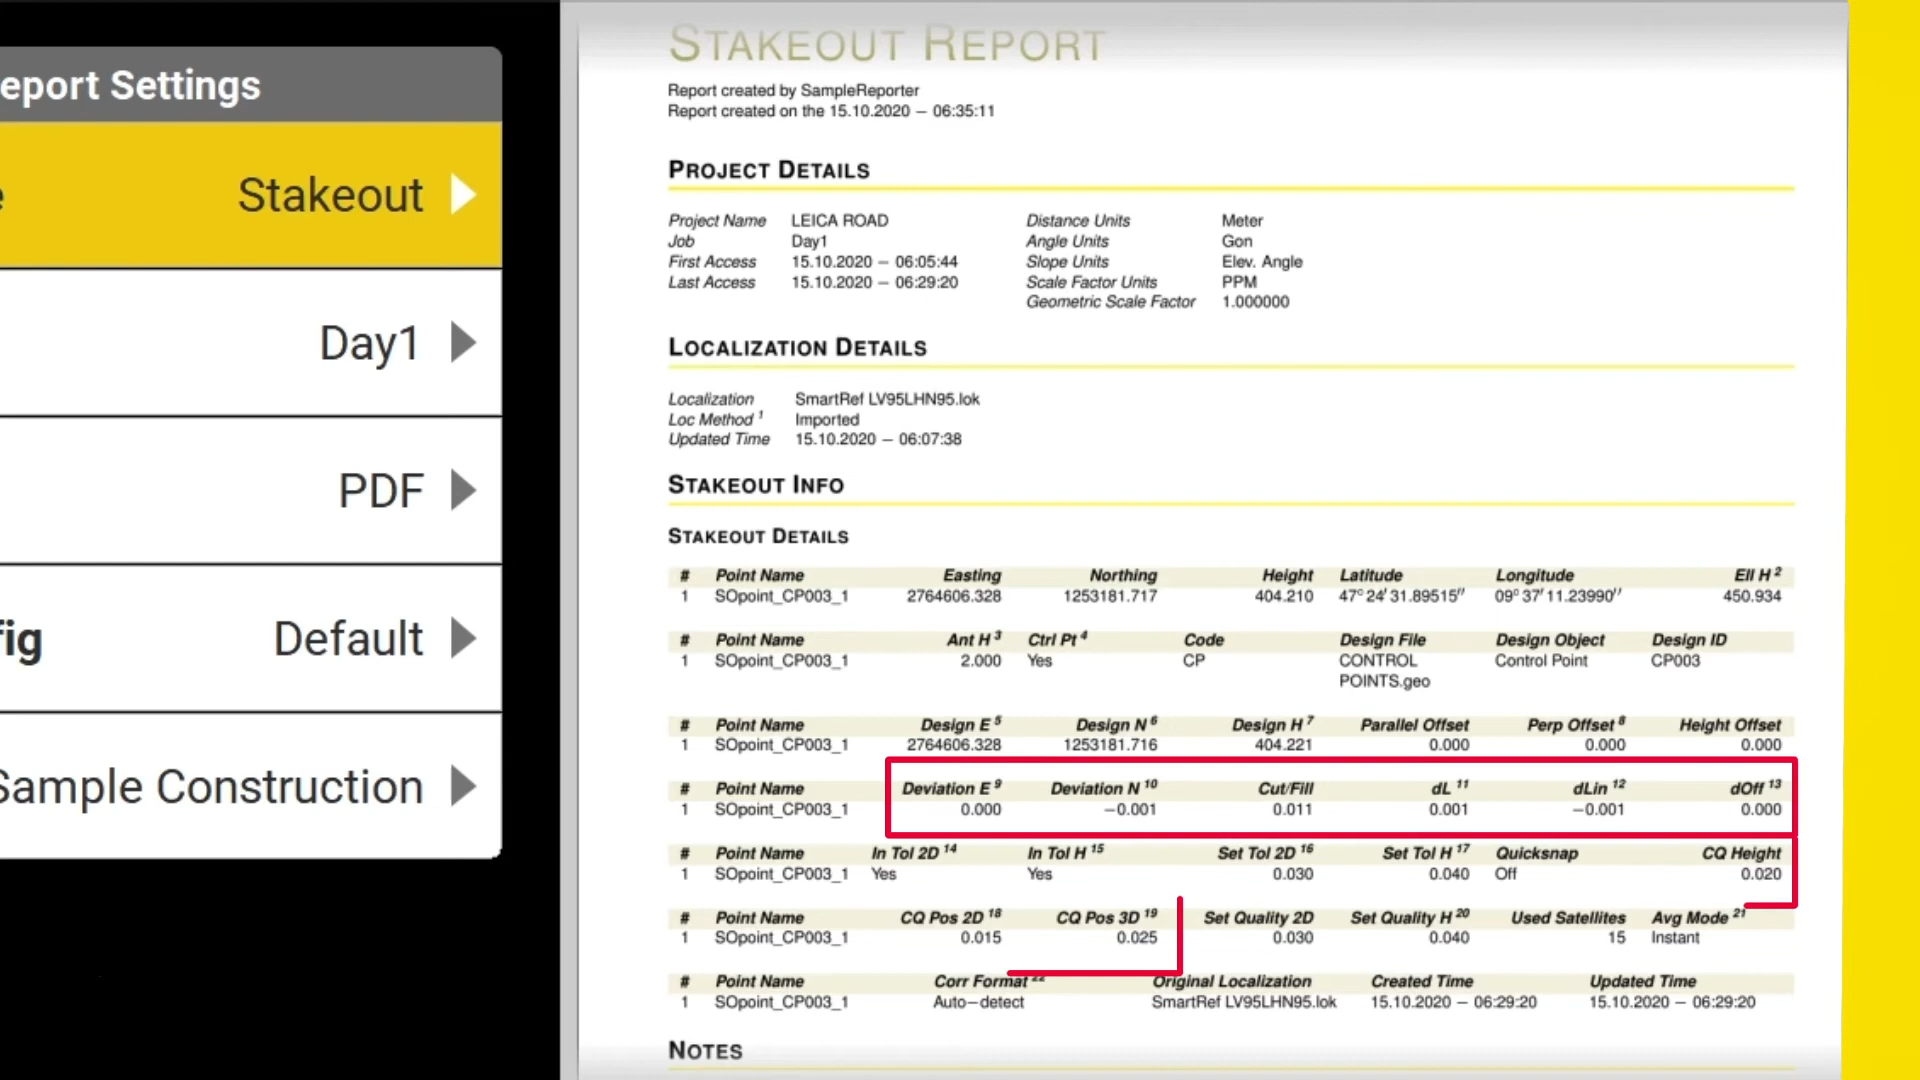 eport Settings
e Stakeout
Day1
PDF
fig Default
Sample Construction
STAKEOUT REPORT
Report created by SampleReporter
Report created on the 15.10.2020 – 06:35:11
PROJECT DETAILS
Project Name LEICA ROAD Distance Units Meter
Job Day1 Angle Units Gon
First Access 15.10.2020 – 06:05:44 Slope Units Elev. Angle
Last Access 15.10.2020 – 06:29:20 Scale Factor Units PPM
Geometric Scale Factor 1.000000
LOCALIZATION DETAILS
Localization SmartRef LV95LHN95.lok
Loc Method 1 Imported
Updated Time 15.10.2020 – 06:07:38
STAKEOUT INFO
STAKEOUT DETAILS
# Point Name Easting Northing Height Latitude Longitude Ell H 2
1 SOpoint_CP003_1 2764606.328 1253181.717 404.210 47° 24' 31.89515'' 09° 37' 11.23990'' 450.934
# Point Name Ant H 3 Ctrl Pt 4 Code Design File Design Object Design ID
1 SOpoint_CP003_1 2.000 Yes CP CONTROL Control Point CP003
POINTS.geo
# Point Name Design E 5 Design N 6 Design H 7 Parallel Offset Perp Offset 8 Height Offset
1 SOpoint_CP003_1 2764606.328 1253181.716 404.221 0.000 0.000 0.000
# Point Name Deviation E 9 Deviation N 10 Cut/Fill dL 11 dLin 12 dOff 13
1 SOpoint_CP003_1 0.000 –0.001 0.011 0.001 –0.001 0.000
# Point Name In Tol 2D 14 In Tol H 15 Set Tol 2D 16 Set Tol H 17 Quicksnap CQ Height
1 SOpoint_CP003_1 Yes Yes 0.030 0.040 Off 0.020
# Point Name CQ Pos 2D 18 CQ Pos 3D 19 Set Quality 2D Set Quality H 20 Used Satellites Avg Mode 21
1 SOpoint_CP003_1 0.015 0.025 0.030 0.040 15 Instant
# Point Name Corr Format 22 Original Localization Created Time Updated Time
1 SOpoint_CP003_1 Auto–detect SmartRef LV95LHN95.lok 15.10.2020 – 06:29:20 15.10.2020 – 06:29:20
NOTES